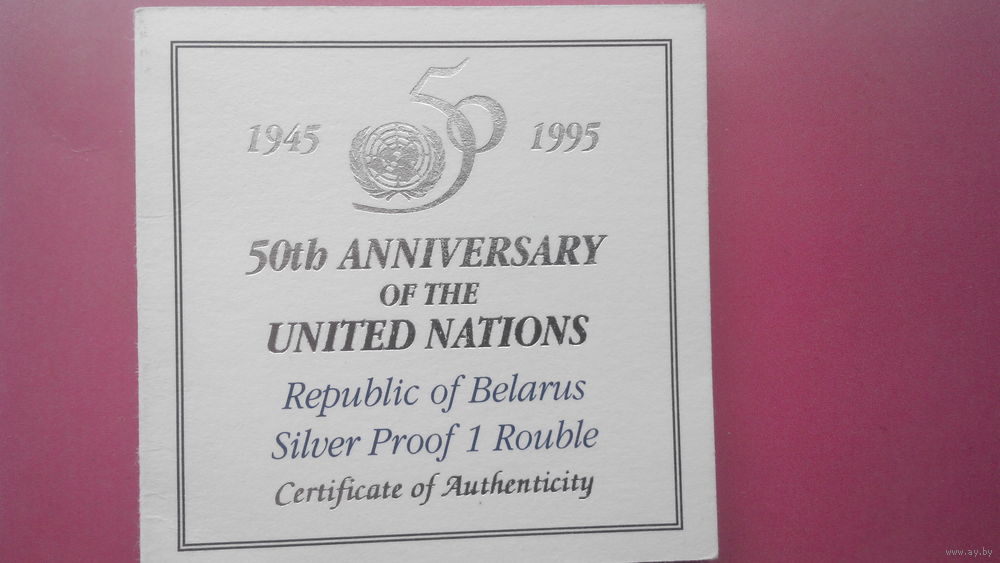 1945 50 1995
50th ANNIVERSARY
OF THE
UNITED NATIONS
Republic of Belarus
Silver Proof 1 Rouble
Certificate of Authenticity
www.ay.by